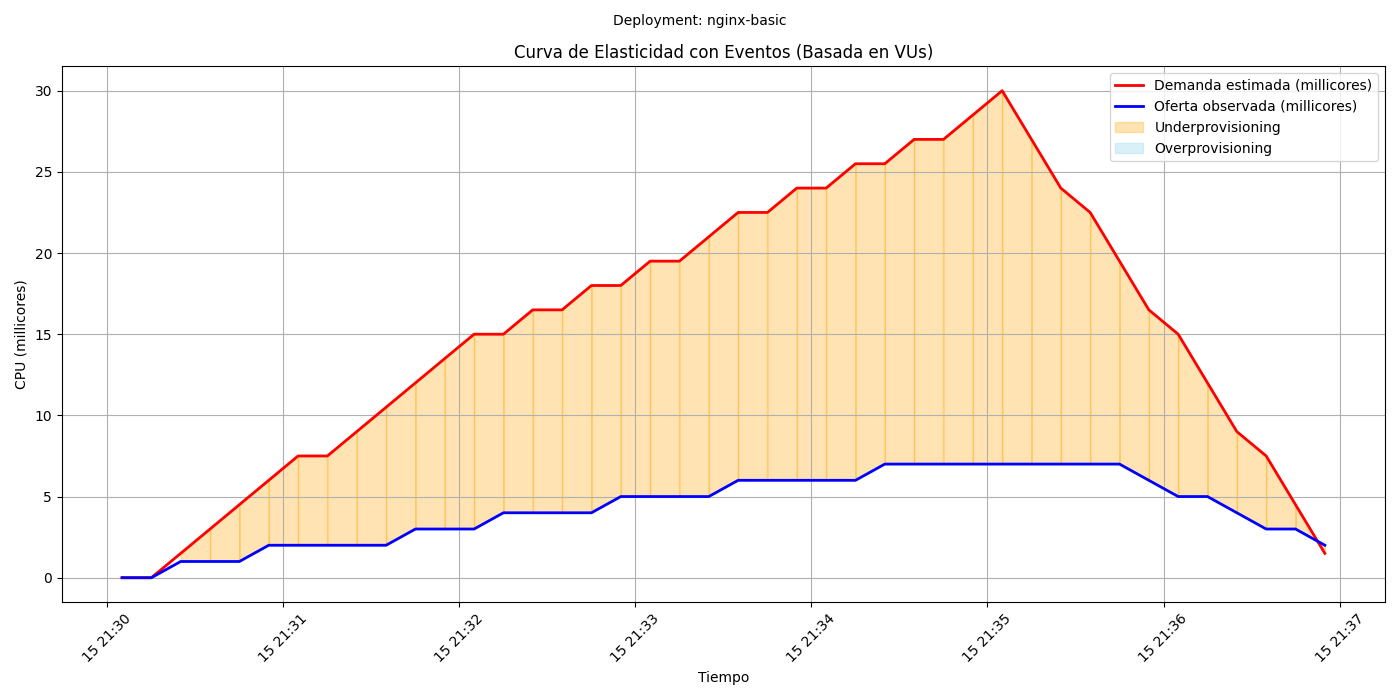 Deployment: nginx-basic
Curva de Elasticidad con Eventos (Basada en VUs)
Demanda estimada (millicores)
Oferta observada (millicores)
Underprovisioning
Overprovisioning
CPU (millicores)
30
25
20
15
10
5
0
15 21:30
15 21:31
15 21:32
15 21:33
15 21:34
15 21:35
15 21:36
15 21:37
Tiempo